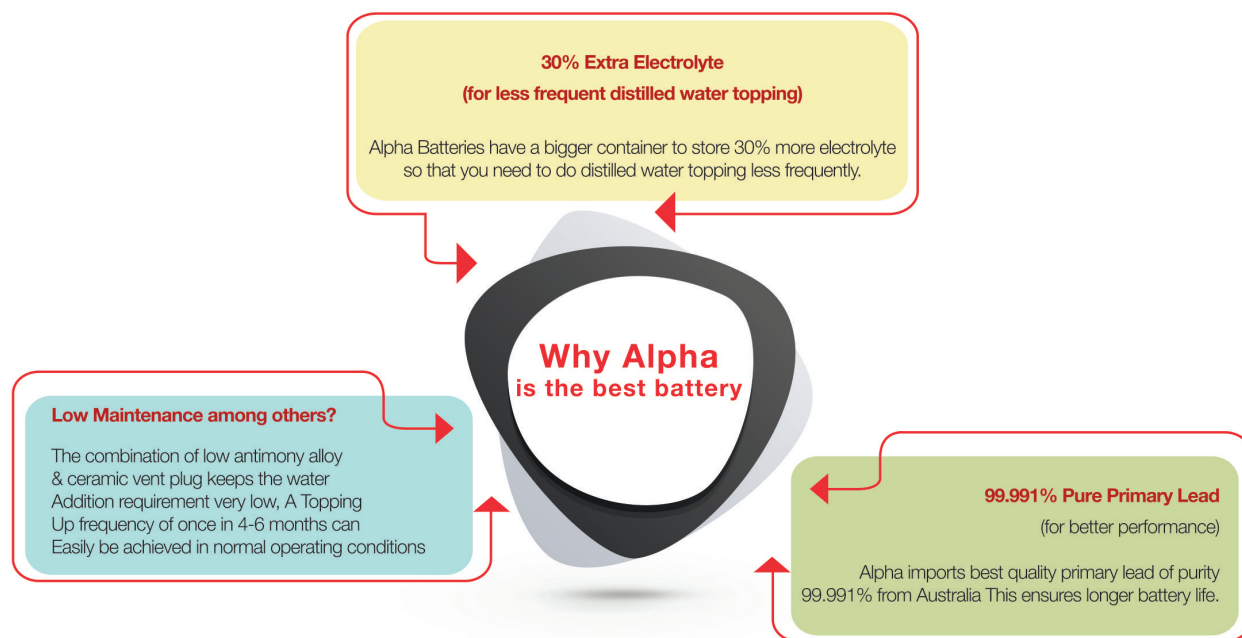 30% Extra Electrolyte
(for less frequent distilled water topping)
Alpha Batteries have a bigger container to store 30% more electrolyte
so that you need to do distilled water topping less frequently.
Why Alpha
is the best battery
Low Maintenance among others?
The combination of low antimony alloy
& ceramic vent plug keeps the water
Addition requirement very low, A Topping
Up frequency of once in 4-6 months can
Easily be achieved in normal operating conditions
99.991% Pure Primary Lead
(for better performance)
Alpha imports best quality primary lead of purity
99.991% from Australia This ensures longer battery life.